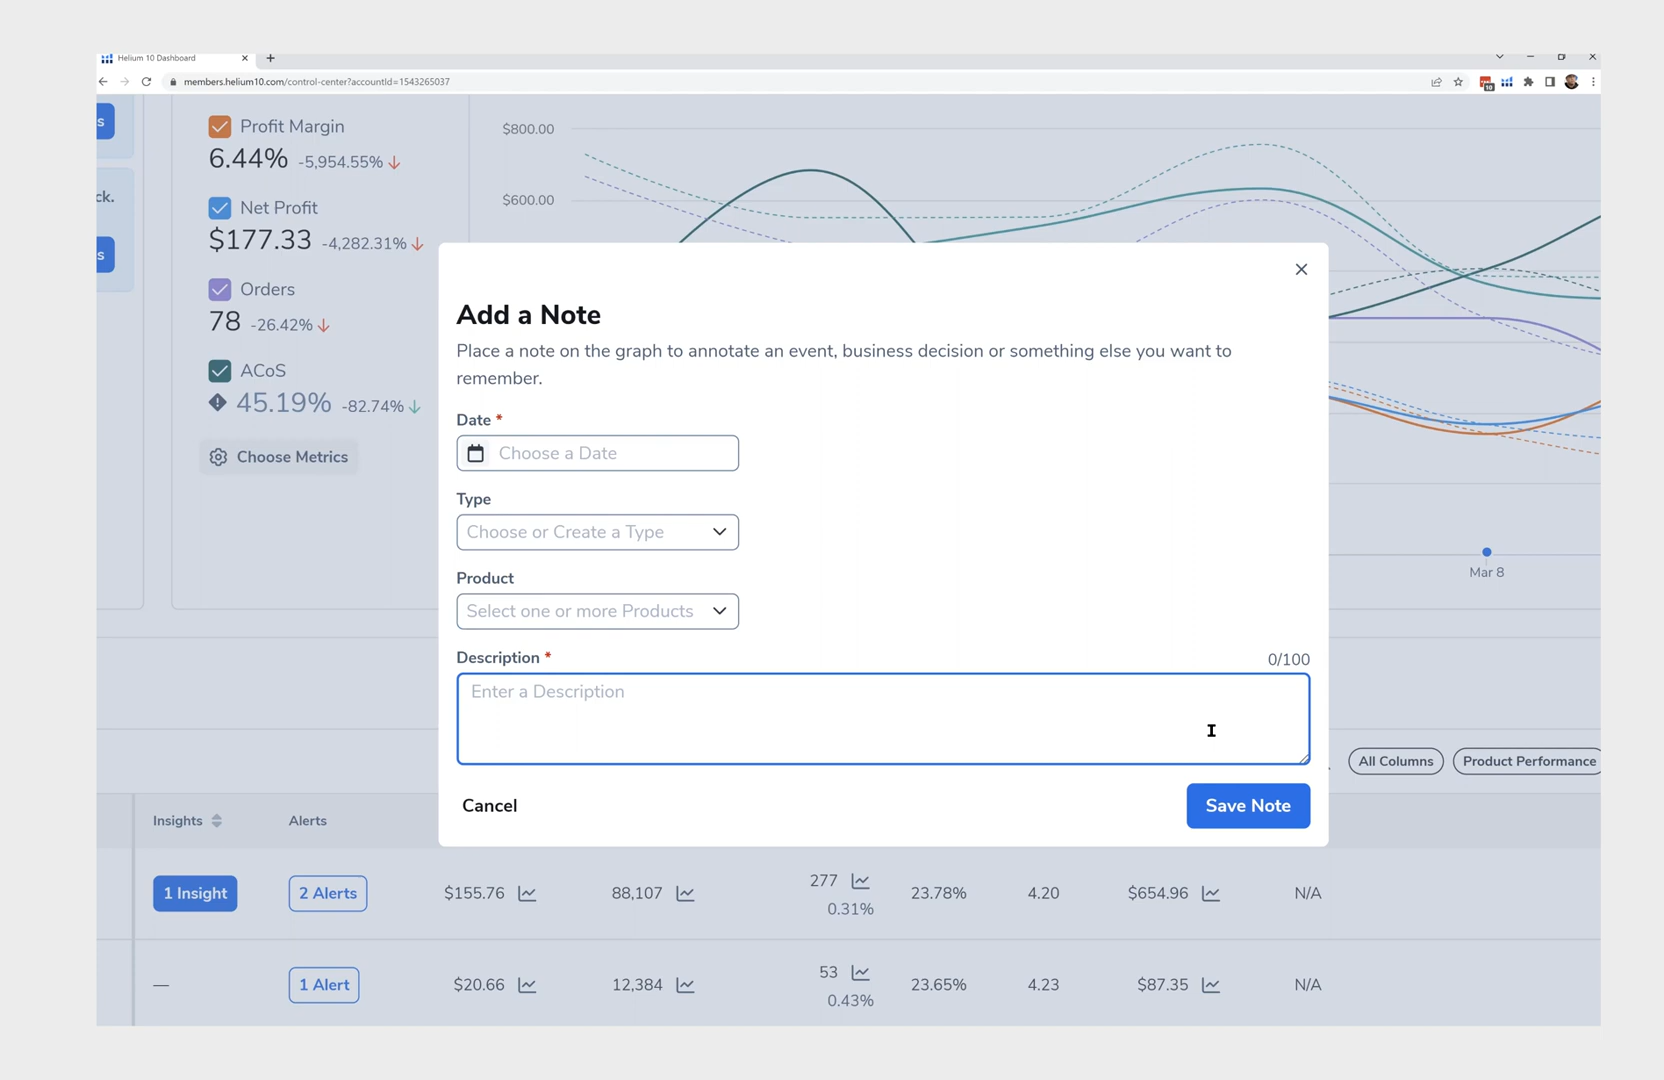 Helium 10 Dashboard
members.helium10.com/control-center?accountId=1543265037
10
s
ck.
s
Profit Margin
6.44% -5,954.55%
Net Profit
$177.33 -4,282.31%
Orders
78 -26.42%
ACoS
45.19% -82.74%
Choose Metrics
$800.00
$600.00
Mar 8
Add a Note
Place a note on the graph to annotate an event, business decision or something else you want to
remember.
Date *
Choose a Date
Type
Choose or Create a Type
Product
Select one or more Products
Description * 0/100
Enter a Description
Cancel Save Note
All Columns Product Performance
Insights Alerts
1 Insight 2 Alerts $155.76 88,107 277 0.31% 23.78% 4.20 $654.96 N/A
— 1 Alert $20.66 12,384 53 0.43% 23.65% 4.23 $87.35 N/A